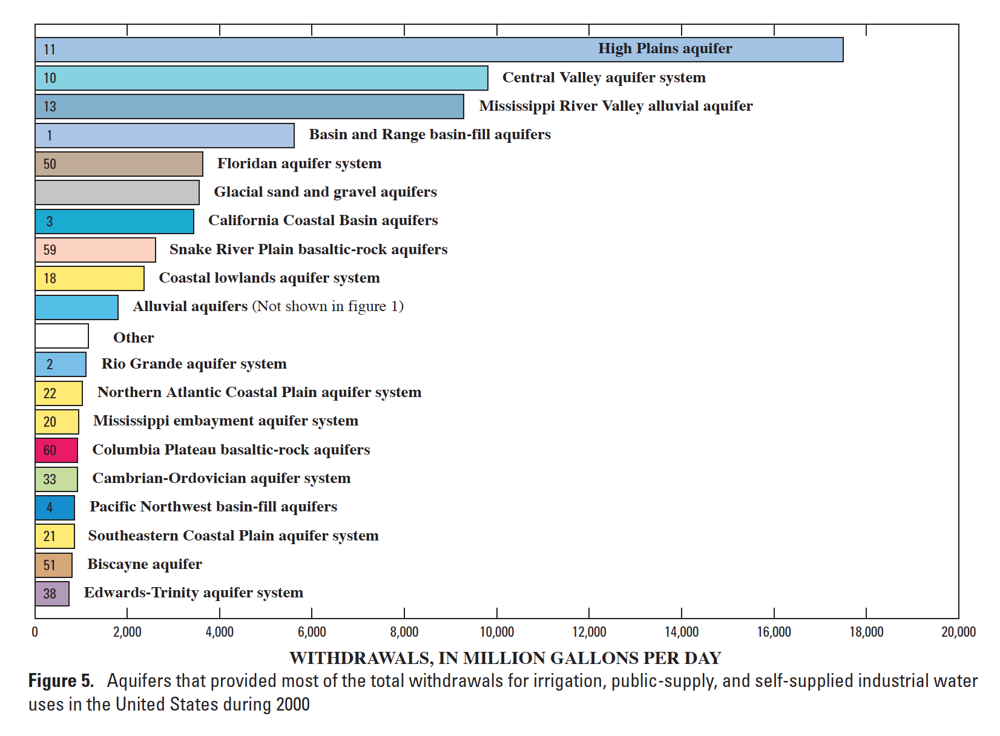 11 High Plains aquifer
10 Central Valley aquifer system
13 Mississippi River Valley alluvial aquifer
1 Basin and Range basin-fill aquifers
50 Floridan aquifer system
Glacial sand and gravel aquifers
3 California Coastal Basin aquifers
59 Snake River Plain basaltic-rock aquifers
18 Coastal lowlands aquifer system
Alluvial aquifers (Not shown in figure 1)
Other
2 Rio Grande aquifer system
22 Northern Atlantic Coastal Plain aquifer system
20 Mississippi embayment aquifer system
60 Columbia Plateau basaltic-rock aquifers
33 Cambrian-Ordovician aquifer system
4 Pacific Northwest basin-fill aquifers
21 Southeastern Coastal Plain aquifer system
51 Biscayne aquifer
38 Edwards-Trinity aquifer system
0 2,000 4,000 6,000 8,000 10,000 12,000 14,000 16,000 18,000 20,000
WITHDRAWALS, IN MILLION GALLONS PER DAY
Figure 5. Aquifers that provided most of the total withdrawals for irrigation, public-supply, and self-supplied industrial water
uses in the United States during 2000